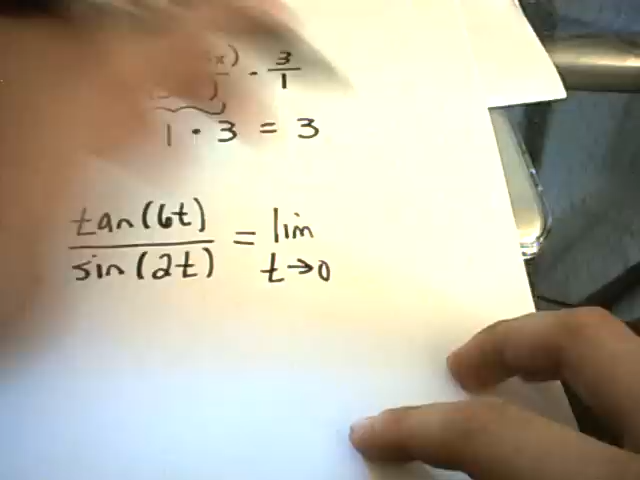 x) · 3/1
1 · 3 = 3
tan(6t)/sin(2t) = lim t→0